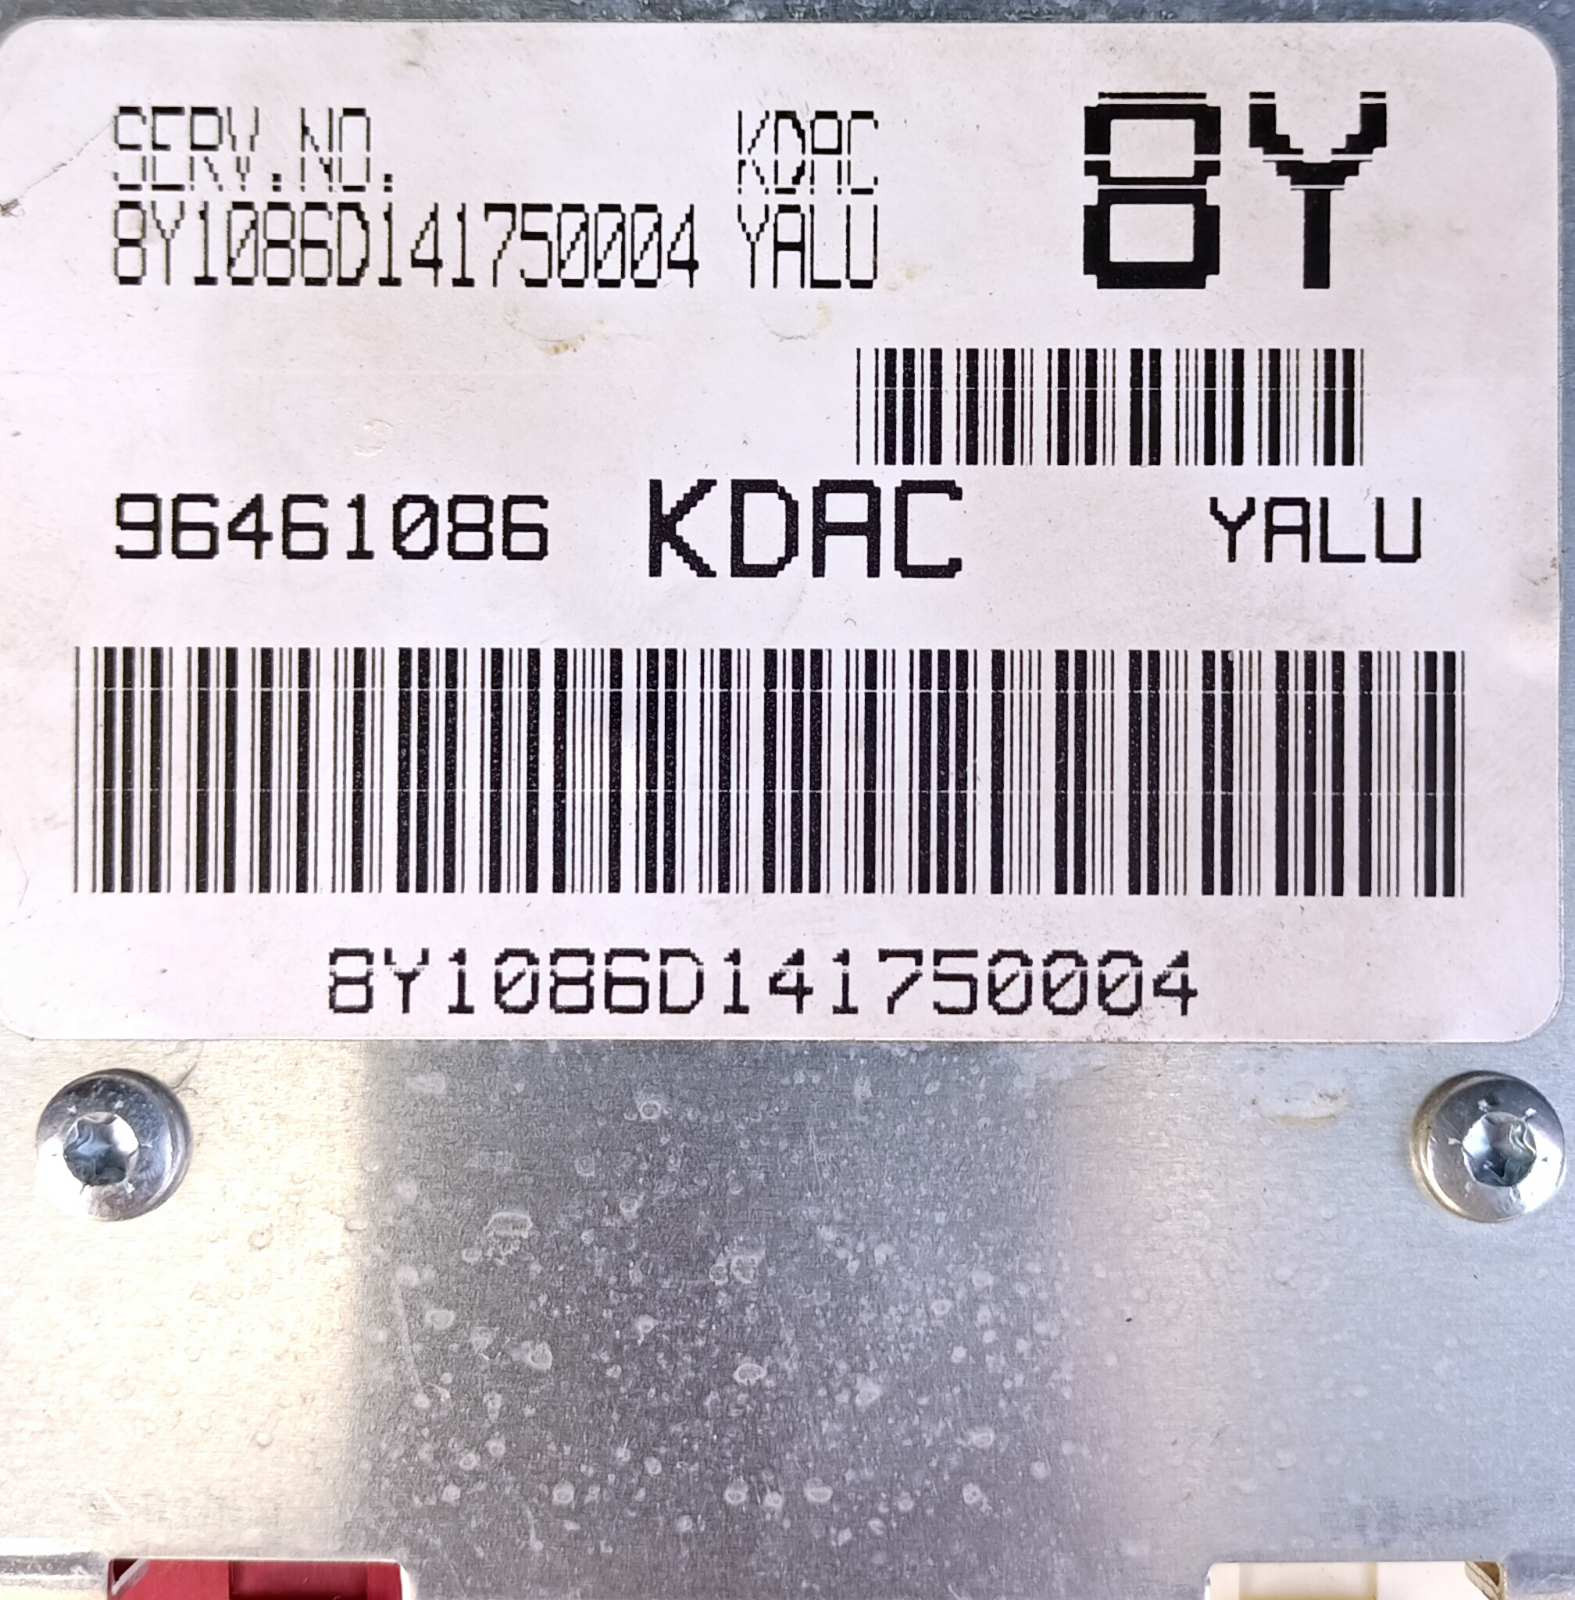 SERV.NO. KDAC 8Y
8Y1086D141750004 YALU
96461086 KDAC YALU
8Y1086D141750004